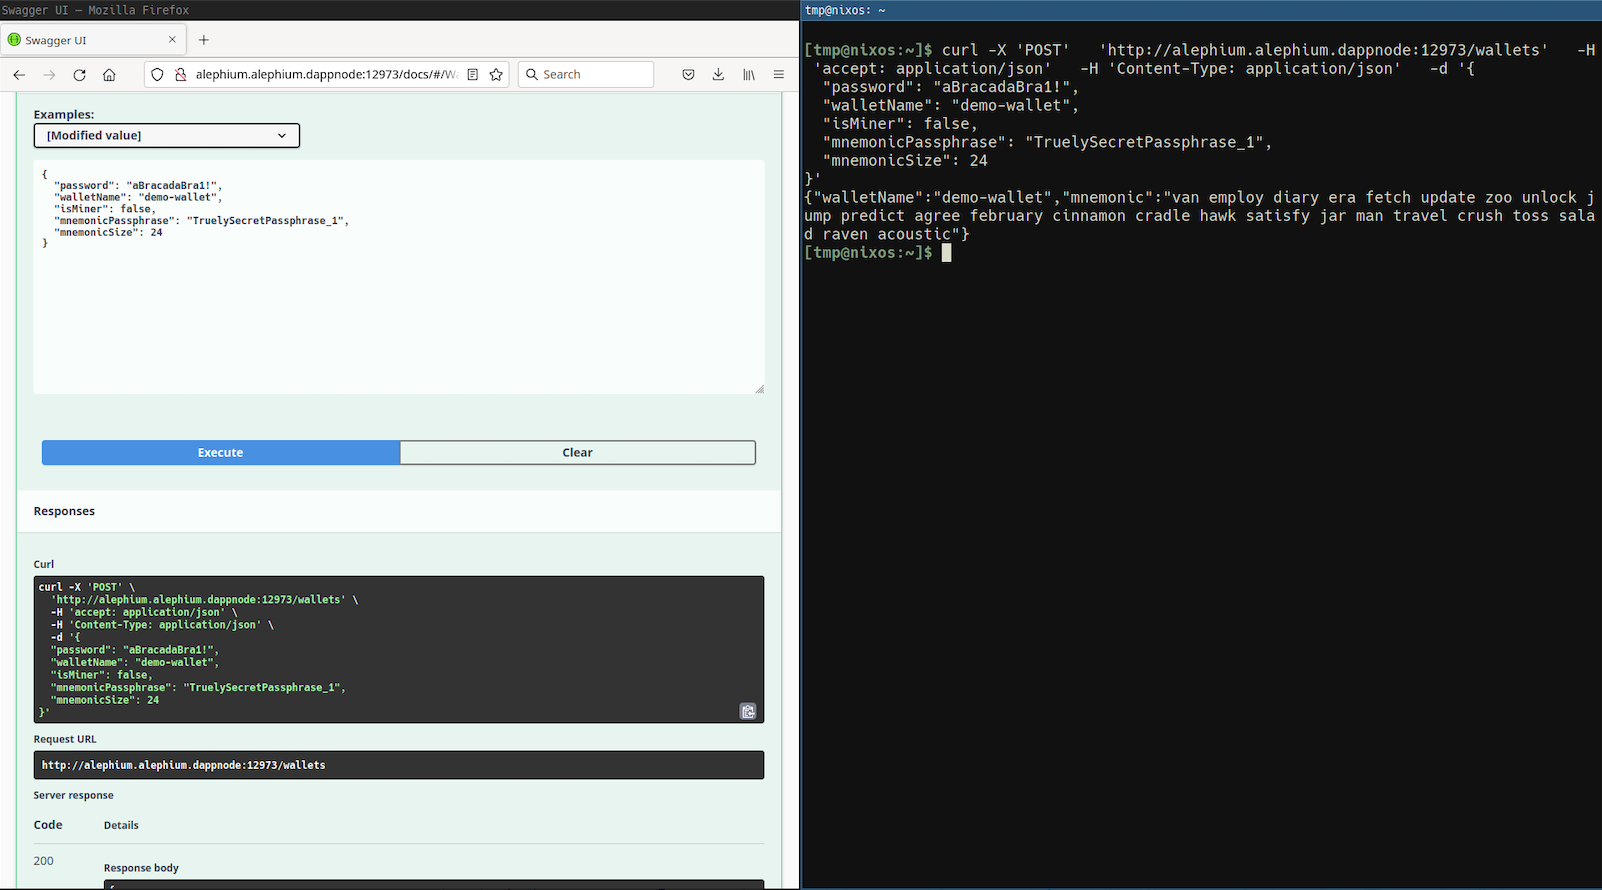 Swagger UI — Mozilla Firefox
Swagger UI
alephium.alephium.dappnode:12973/docs/#/Wa
Search
Examples:
[Modified value]
{
  "password": "aBracadaBra1!",
  "walletName": "demo-wallet",
  "isMiner": false,
  "mnemonicPassphrase": "TruelySecretPassphrase_1",
  "mnemonicSize": 24
}
Execute
Clear
Responses
Curl
curl -X 'POST' \
  'http://alephium.alephium.dappnode:12973/wallets' \
  -H 'accept: application/json' \
  -H 'Content-Type: application/json' \
  -d '{
  "password": "aBracadaBra1!",
  "walletName": "demo-wallet",
  "isMiner": false,
  "mnemonicPassphrase": "TruelySecretPassphrase_1",
  "mnemonicSize": 24
}'
Request URL
http://alephium.alephium.dappnode:12973/wallets
Server response
Code Details
200
Response body
{
tmp@nixos: ~
[tmp@nixos:~]$ curl -X 'POST'   'http://alephium.alephium.dappnode:12973/wallets'   -H
 'accept: application/json'   -H 'Content-Type: application/json'   -d '{
  "password": "aBracadaBra1!",
  "walletName": "demo-wallet",
  "isMiner": false,
  "mnemonicPassphrase": "TruelySecretPassphrase_1",
  "mnemonicSize": 24
}'
{"walletName":"demo-wallet","mnemonic":"van employ diary era fetch update zoo unlock j
ump predict agree february cinnamon cradle hawk satisfy jar man travel crush toss sala
d raven acoustic"}
[tmp@nixos:~]$